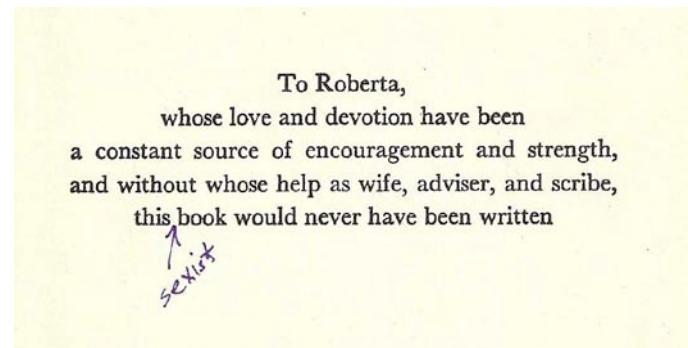 To Roberta,
whose love and devotion have been
a constant source of encouragement and strength,
and without whose help as wife, adviser, and scribe,
this book would never have been written
sexist